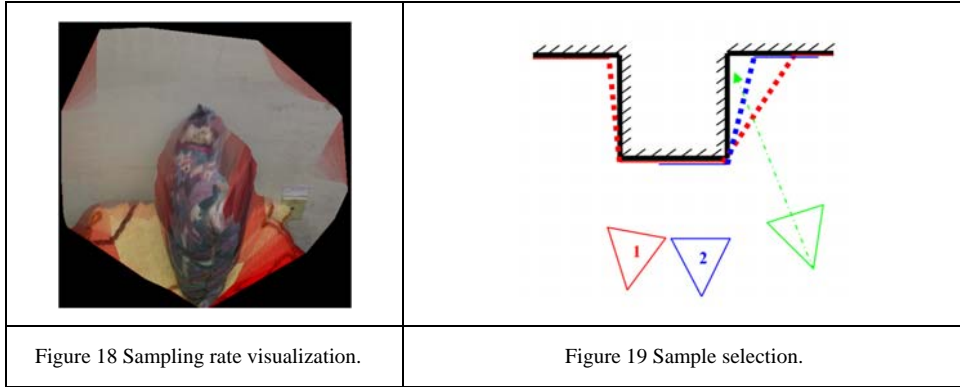 1
2
Figure 18 Sampling rate visualization.
Figure 19 Sample selection.